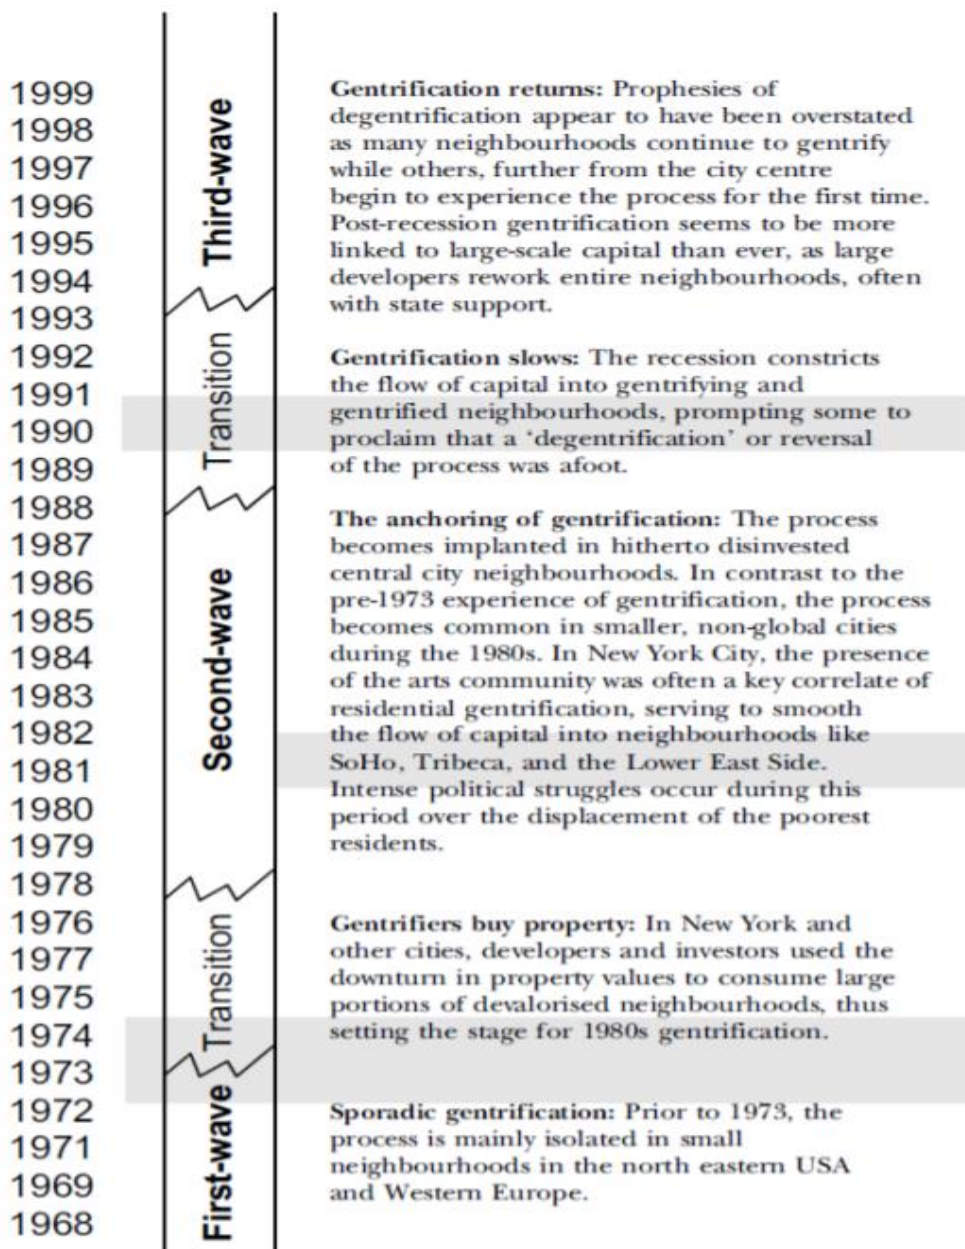 1999
1998
1997
1996
1995
1994
1993
1992
1991
1990
1989
1988
1987
1986
1985
1984
1983
1982
1981
1980
1979
1978
1976
1977
1975
1974
1973
1972
1971
1969
1968
Third-wave
Transition
Second-wave
Transition
First-wave
Gentrification returns: Prophesies of
degentrification appear to have been overstated
as many neighbourhoods continue to gentrify
while others, further from the city centre
begin to experience the process for the first time.
Post-recession gentrification seems to be more
linked to large-scale capital than ever, as large
developers rework entire neighbourhoods, often
with state support.
Gentrification slows: The recession constricts
the flow of capital into gentrifying and
gentrified neighbourhoods, prompting some to
proclaim that a ‘degentrification’ or reversal
of the process was afoot.
The anchoring of gentrification: The process
becomes implanted in hitherto disinvested
central city neighbourhoods. In contrast to the
pre-1973 experience of gentrification, the process
becomes common in smaller, non-global cities
during the 1980s. In New York City, the presence
of the arts community was often a key correlate of
residential gentrification, serving to smooth
the flow of capital into neighbourhoods like
SoHo, Tribeca, and the Lower East Side.
Intense political struggles occur during this
period over the displacement of the poorest
residents.
Gentrifiers buy property: In New York and
other cities, developers and investors used the
downturn in property values to consume large
portions of devalorised neighbourhoods, thus
setting the stage for 1980s gentrification.
Sporadic gentrification: Prior to 1973, the
process is mainly isolated in small
neighbourhoods in the north eastern USA
and Western Europe.